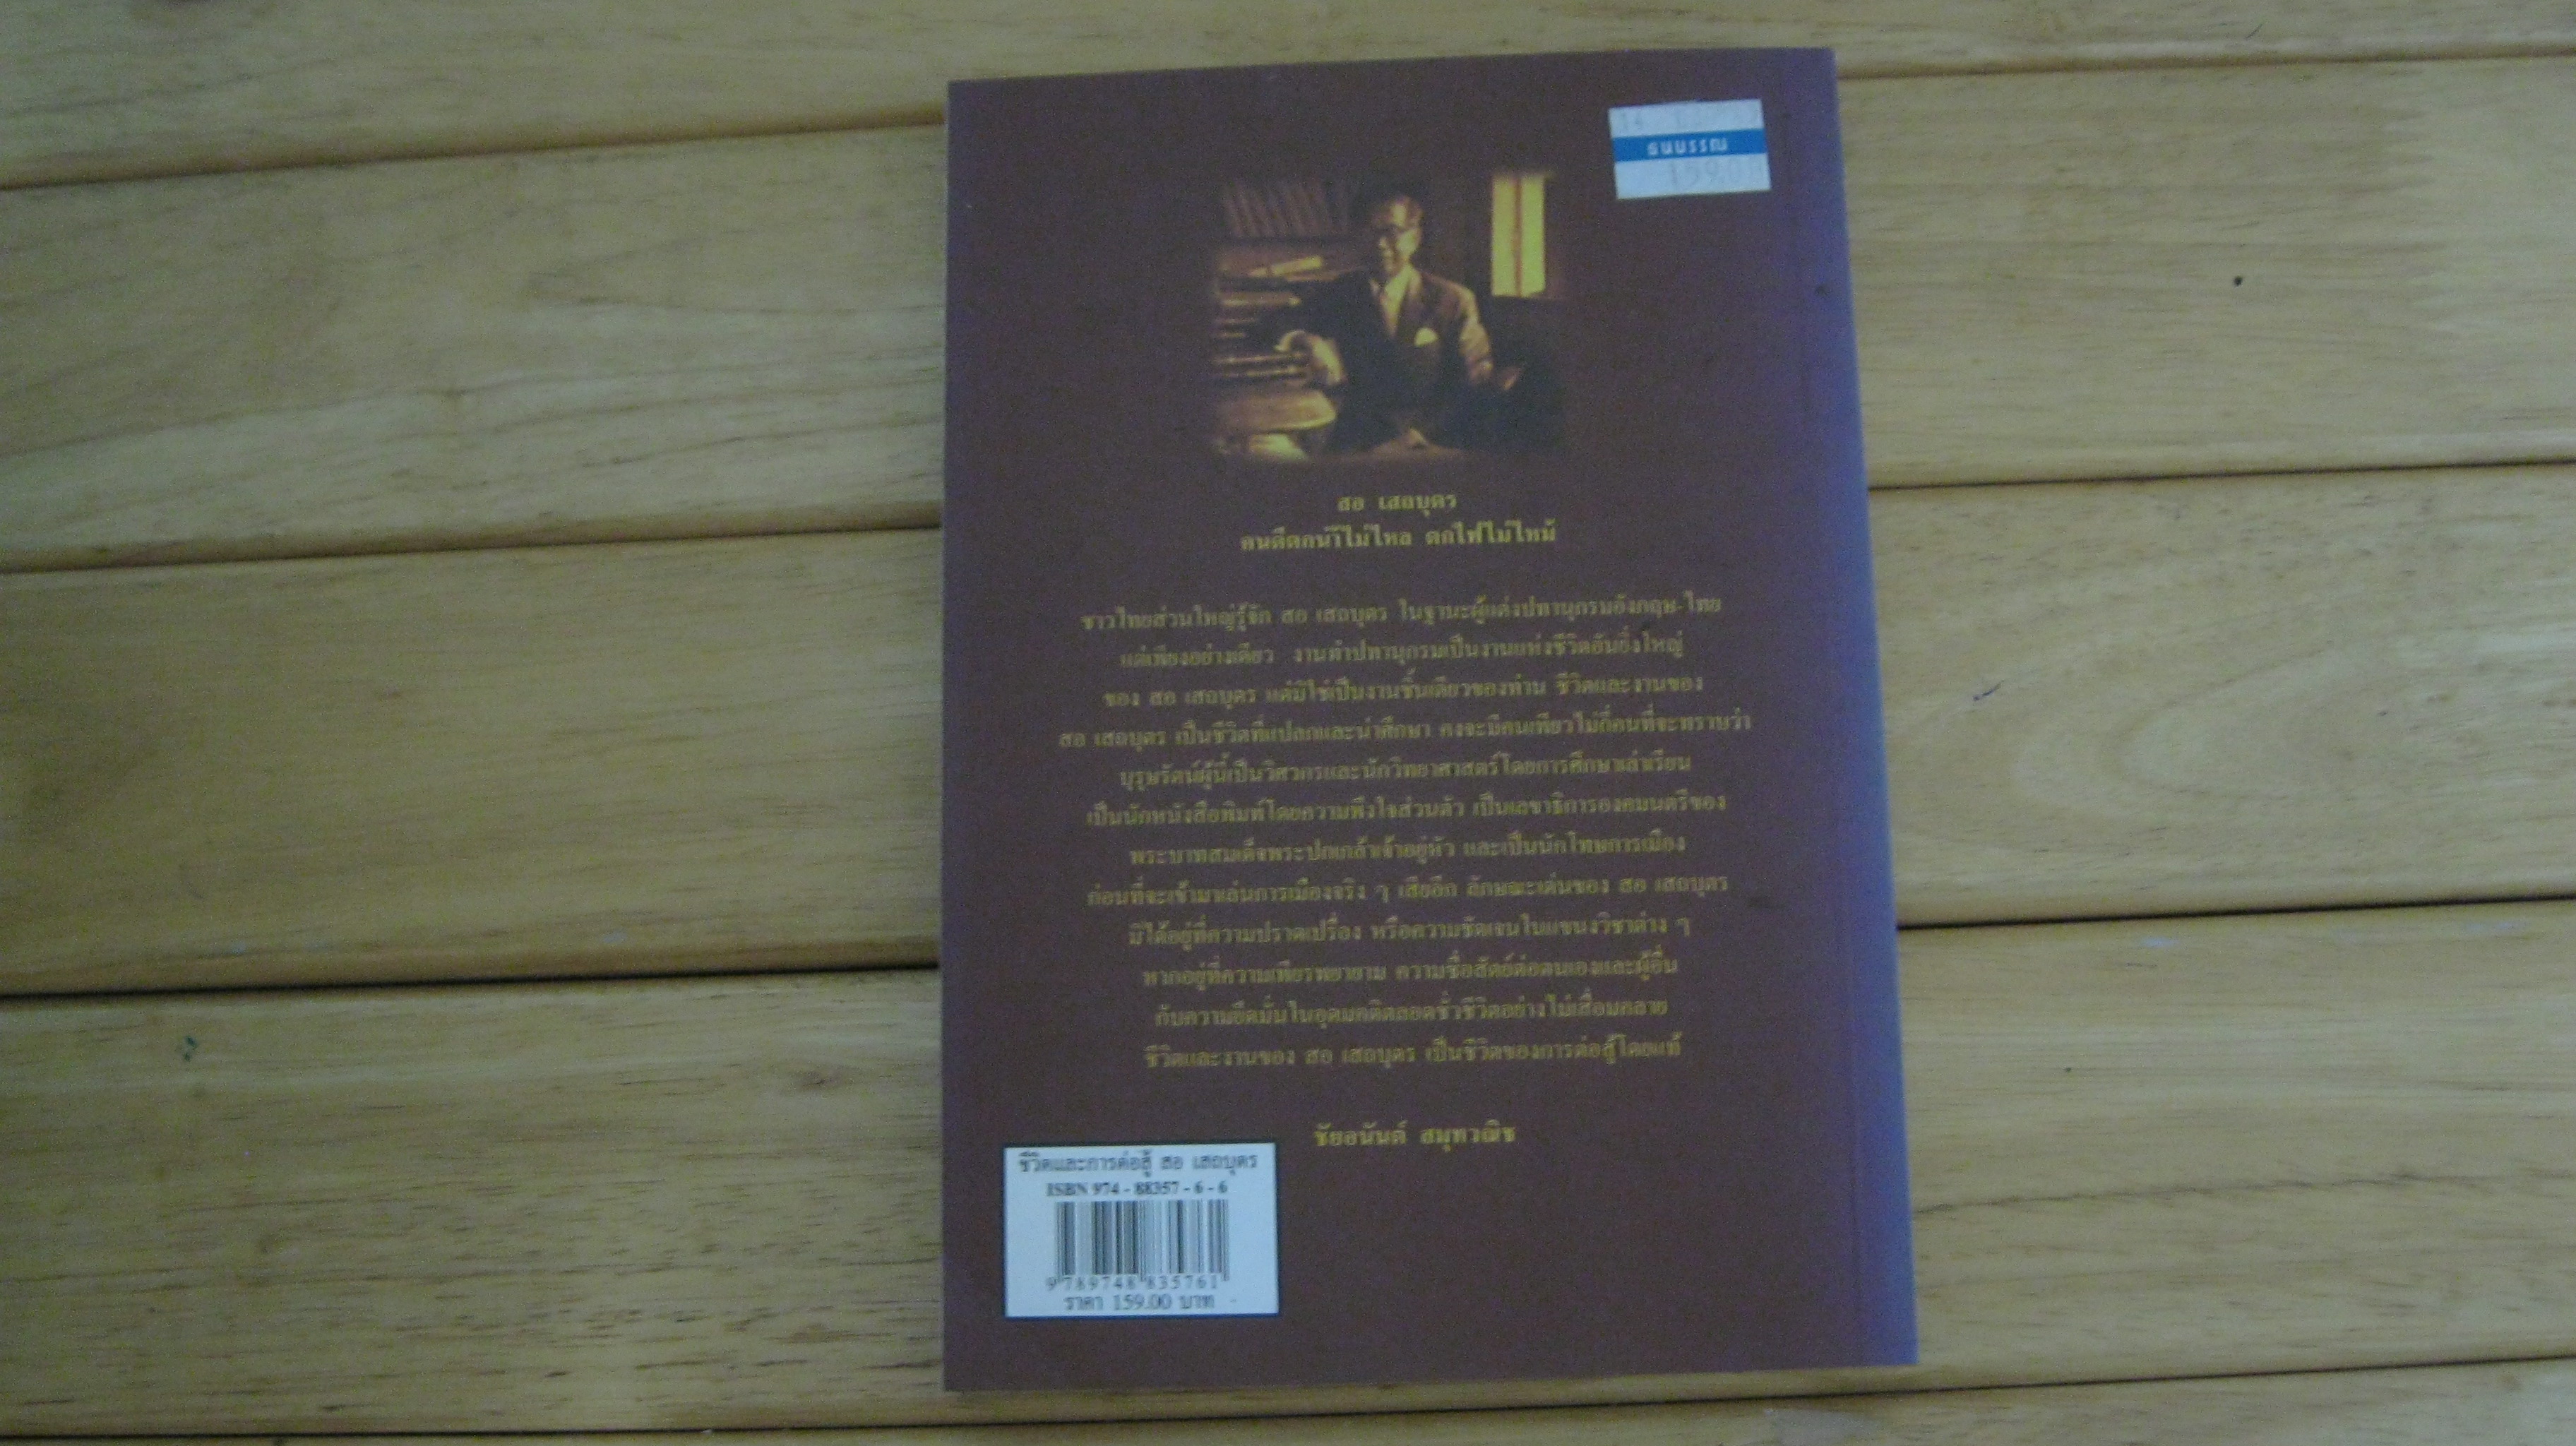 ธนบรรณ
159.00
สอ เสถบุตร
คนดีตกน้ำไม่ไหล ตกไฟไม่ไหม้
ชาวไทยส่วนใหญ่รู้จัก สอ เสถบุตร ในฐานะผู้แต่งปทานุกรมอังกฤษ-ไทย
แต่เพียงอย่างเดียว งานทำปทานุกรมเป็นงานแห่งชีวิตอันยิ่งใหญ่
ของ สอ เสถบุตร แต่มิใช่เป็นงานชิ้นเดียวของท่าน ชีวิตและงานของ
สอ เสถบุตร เป็นชีวิตที่แปลกและน่าศึกษา คงจะมีคนเพียงไม่กี่คนที่จะทราบว่า
บุรุษรัตน์ผู้นี้เป็นวิศวกรและนักวิทยาศาสตร์โดยการศึกษาเล่าเรียน
เป็นนักหนังสือพิมพ์โดยความพึงใจส่วนตัว เป็นเลขาธิการองคมนตรีของ
พระบาทสมเด็จพระปกเกล้าเจ้าอยู่หัว และเป็นนักโทษการเมือง
ก่อนที่จะเข้ามาเล่นการเมืองจริง ๆ เสียอีก ลักษณะเด่นของ สอ เสถบุตร
มิได้อยู่ที่ความปราดเปรื่อง หรือความชัดเจนในแขนงวิชาต่าง ๆ
หากอยู่ที่ความเพียรพยายาม ความซื่อสัตย์ต่อตนเองและผู้อื่น
กับความยึดมั่นในอุดมคติตลอดชั่วชีวิตอย่างไม่เสื่อมคลาย
ชีวิตและงานของ สอ เสถบุตร เป็นชีวิตของการต่อสู้โดยแท้
ชัยอนันต์ สมุทวณิช
ชีวิตและการต่อสู้ สอ เสถบุตร
ISBN 974 - 88357 - 6 - 6
9 789748 835761
ราคา 159.00 บาท